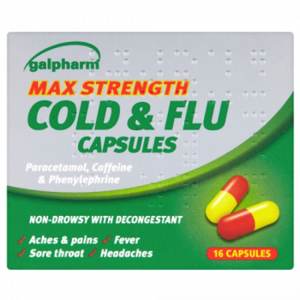 galpharm
MAX STRENGTH
COLD & FLU
CAPSULES
Paracetamol, Caffeine
& Phenylephrine
NON-DROWSY WITH DECONGESTANT
✓ Aches & pains ✓ Fever
✓ Sore throat ✓ Headaches
16 CAPSULES